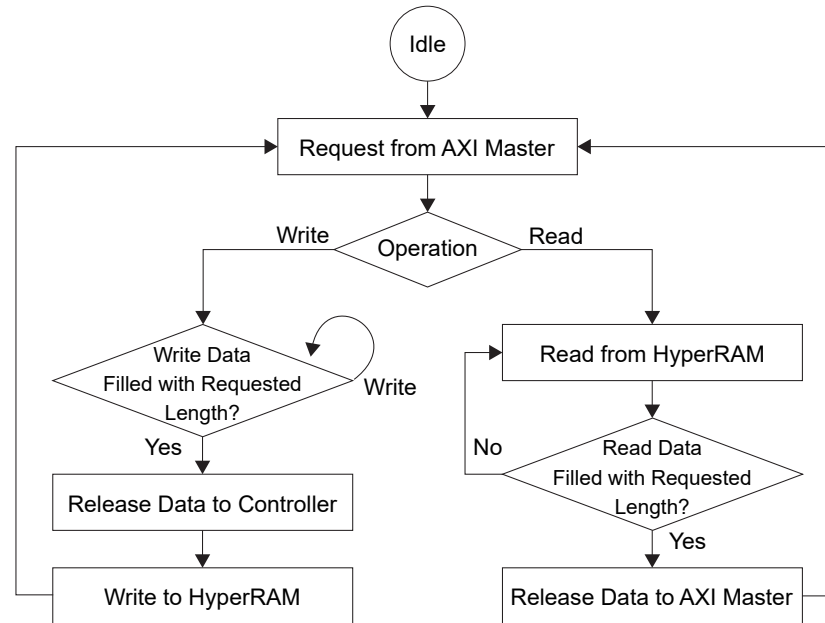 Idle
Request from AXI Master
Operation
Write
Read
Write Data
Filled with Requested
Length?
Write
Yes
Release Data to Controller
Write to HyperRAM
Read from HyperRAM
No
Read Data
Filled with Requested
Length?
Yes
Release Data to AXI Master